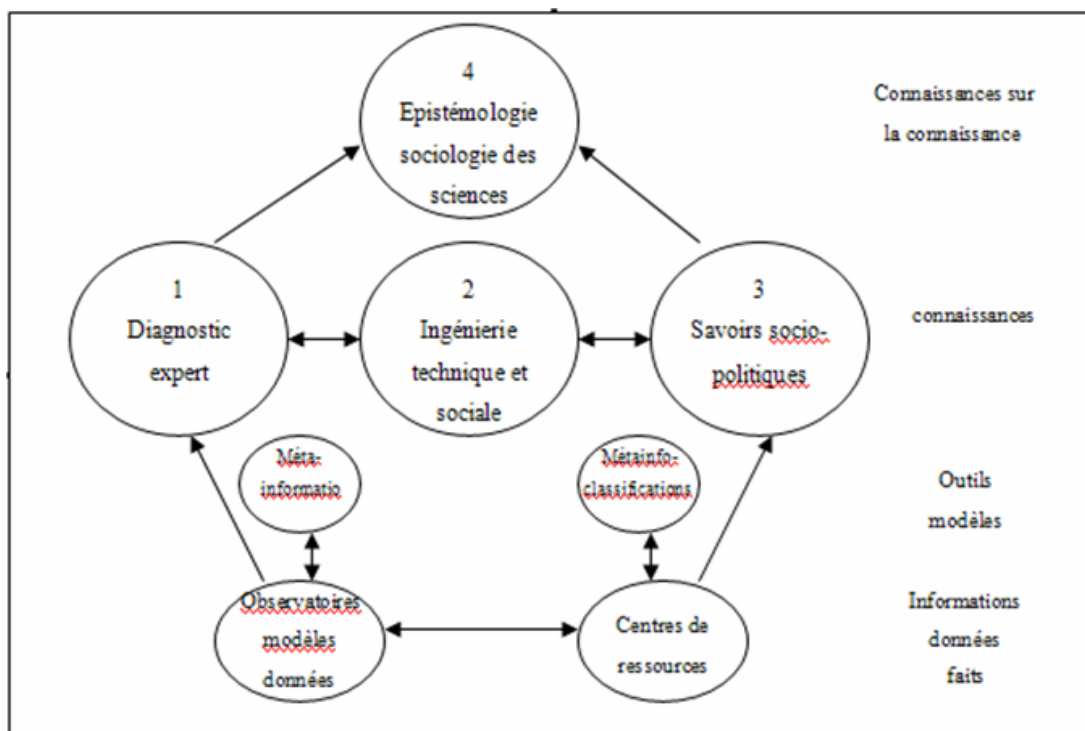 4
Epistémologie
sociologie des
sciences
Connaissances sur
la connaissance
1
Diagnostic
expert
2
Ingénierie
technique et
sociale
3
Savoirs socio-
politiques
connaissances
Méta-
informatio
Métainfo-
classifications
Outils
modèles
Observatoires
modèles
données
Centres de
ressources
Informations
données
faits